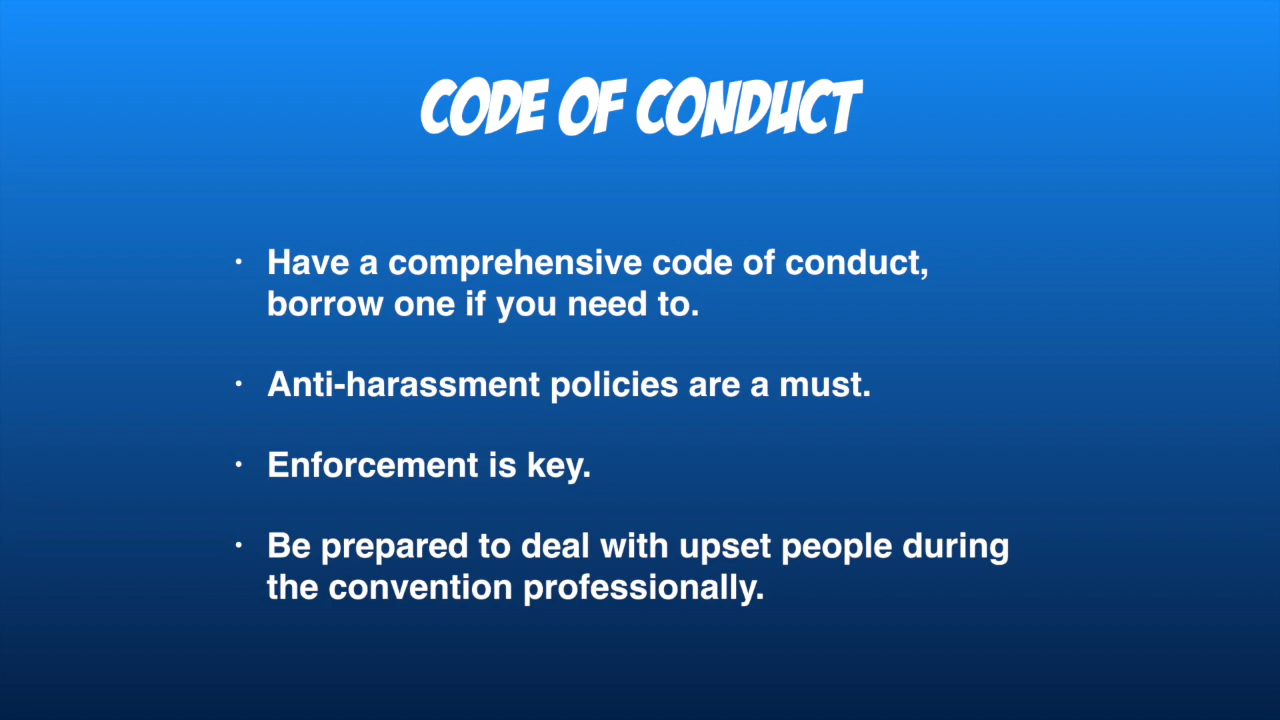 CODE OF CONDUCT
• Have a comprehensive code of conduct,
borrow one if you need to.
• Anti-harassment policies are a must.
• Enforcement is key.
• Be prepared to deal with upset people during
the convention professionally.